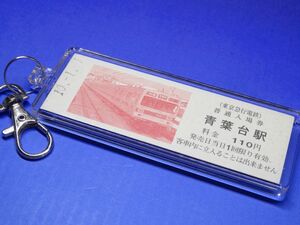 (東京急行電鉄)
普通入場券
青葉台駅
料金 110円
発売日当日1回限り有効
客車内に立入ることは出来ません